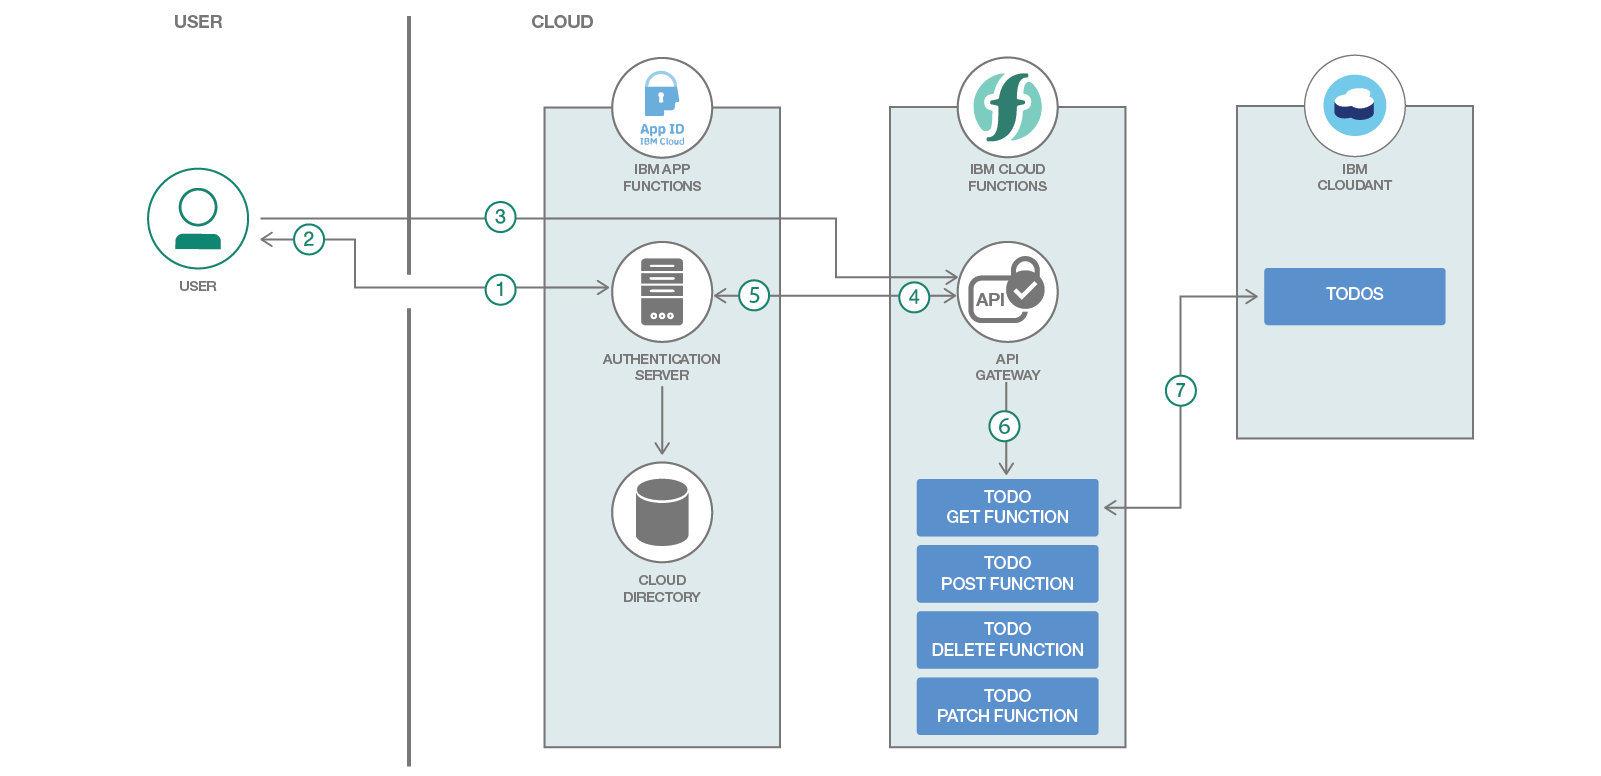 USER
CLOUD
App ID
IBM Cloud
IBM APP
FUNCTIONS
f
IBM CLOUD
FUNCTIONS
IBM
CLOUDANT
USER
3
2
1
5
4
API
AUTHENTICATION
SERVER
API
GATEWAY
TODOS
7
6
TODO
GET FUNCTION
TODO
POST FUNCTION
TODO
DELETE FUNCTION
TODO
PATCH FUNCTION
CLOUD
DIRECTORY